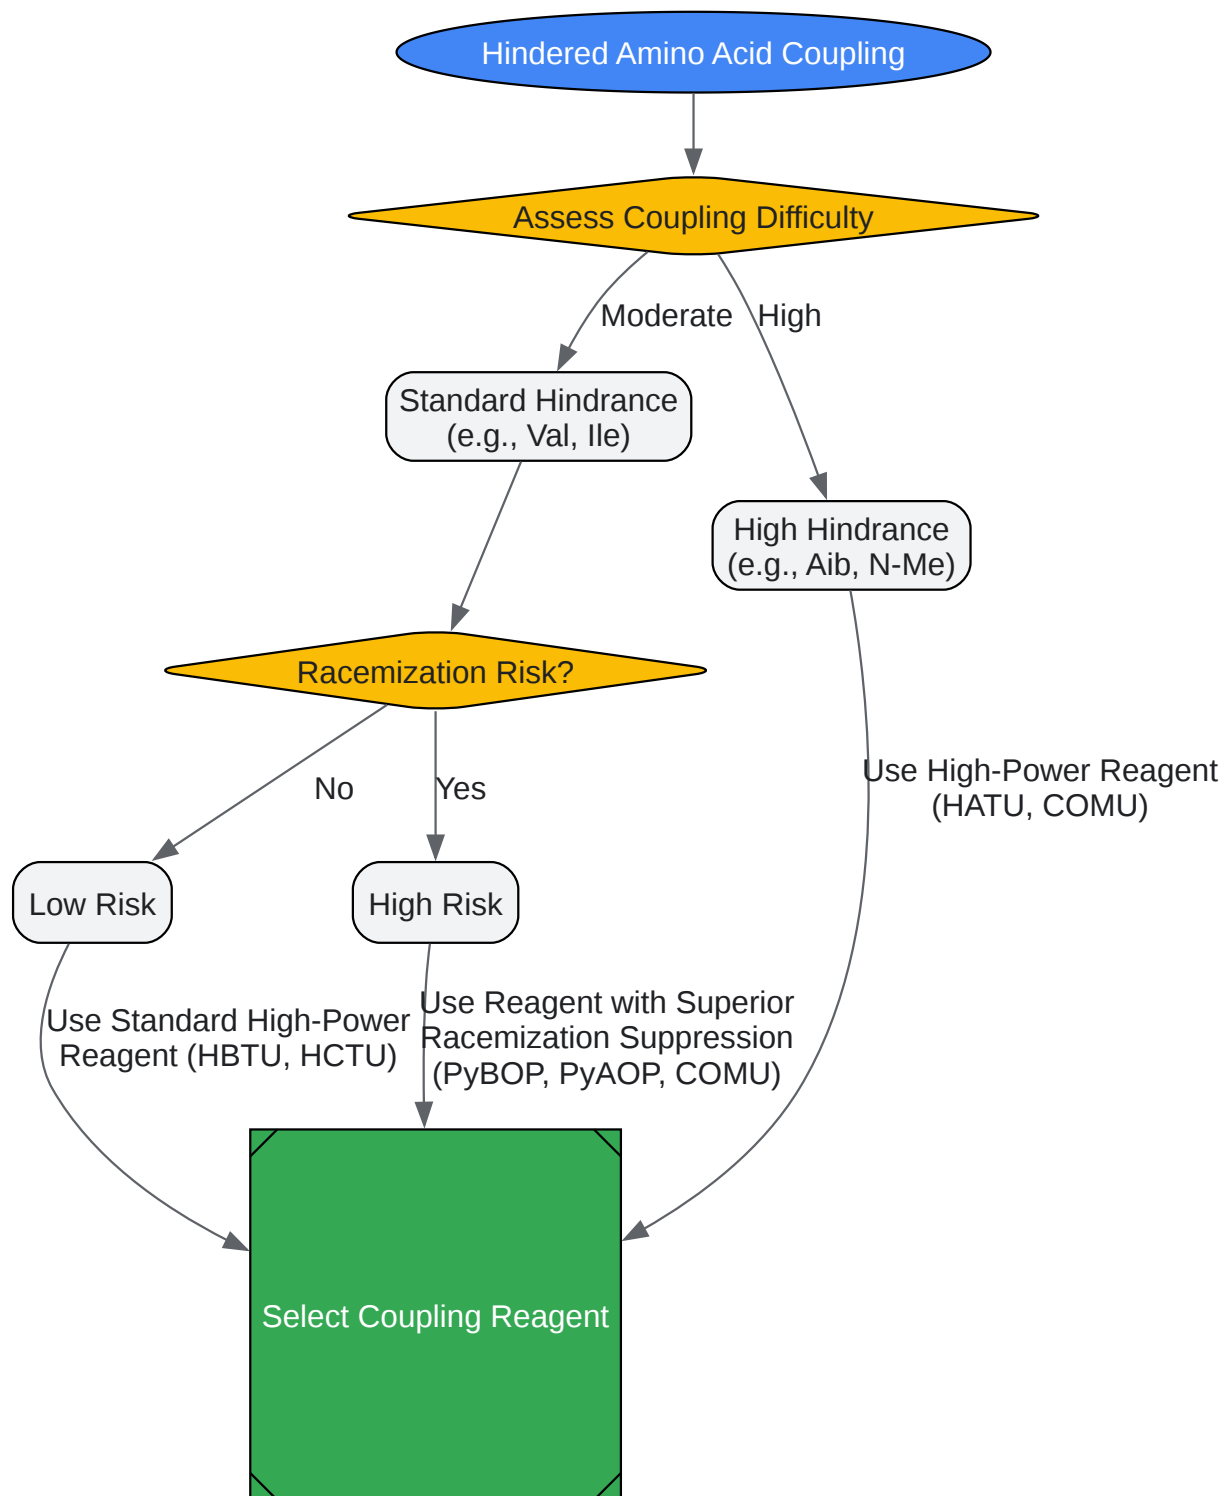 Hindered Amino Acid Coupling
Assess Coupling Difficulty
Moderate
High
Standard Hindrance
(e.g., Val, Ile)
High Hindrance
(e.g., Aib, N-Me)
Racemization Risk?
No
Yes
Use High-Power Reagent
(HATU, COMU)
Low Risk
High Risk
Use Standard High-Power
Reagent (HBTU, HCTU)
Use Reagent with Superior
Racemization Suppression
(PyBOP, PyAOP, COMU)
Select Coupling Reagent